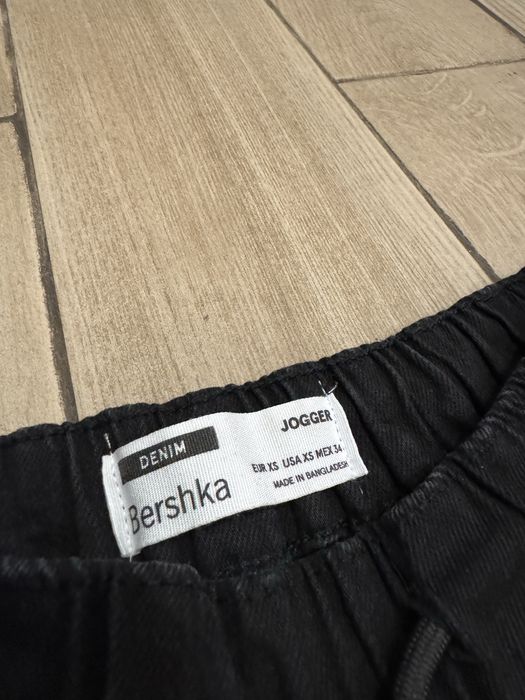 DENIM
Bershka
JOGGER
EUR XS USA XS MEX 34
MADE IN BANGLADESH